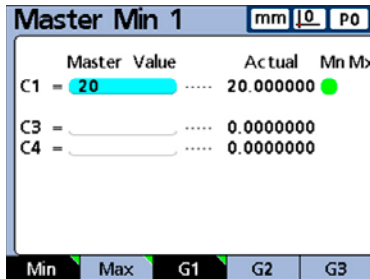 Master Min 1 mm 0 P0
Master Value Actual Mn Mx
C1 = 20 ..... 20.000000
C3 = ..... 0.0000000
C4 = ..... 0.0000000
Min Max G1 G2 G3